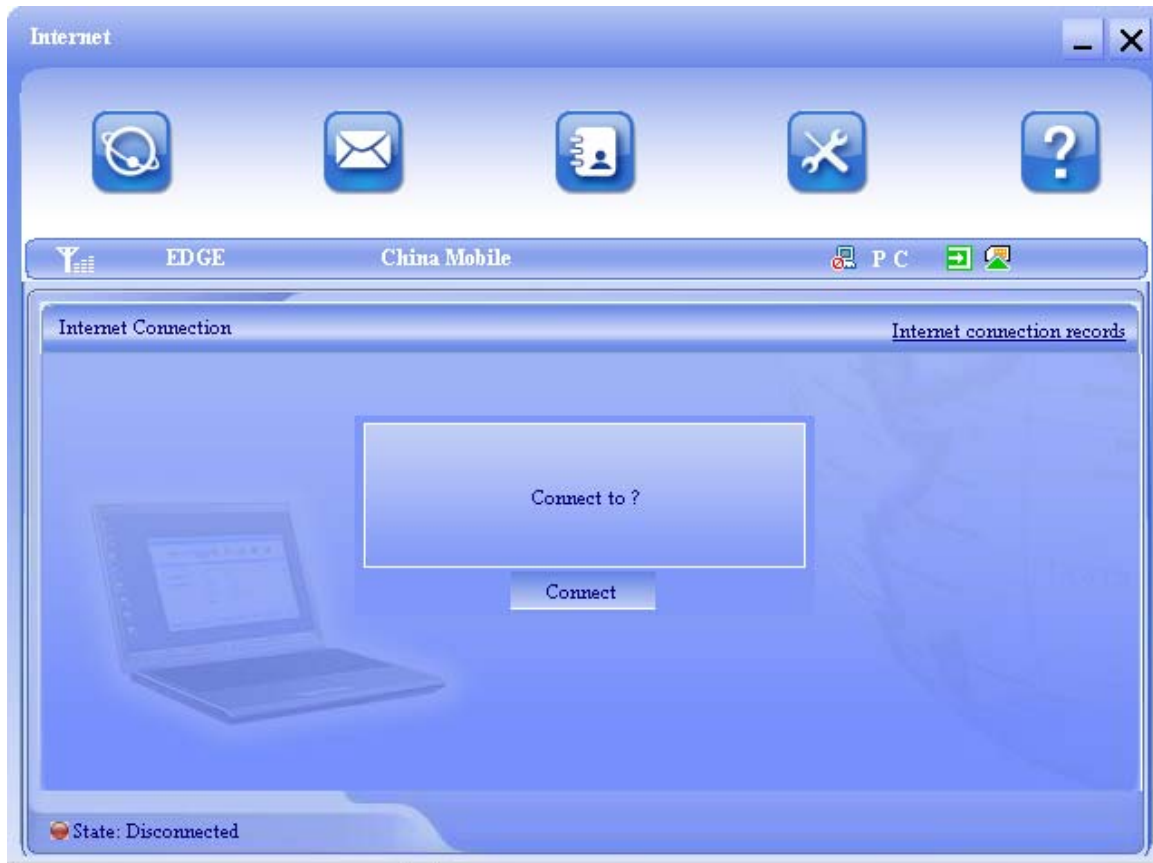 Internet
EDGE China Mobile P C
Internet Connection Internet connection records
Connect to ?
Connect
State: Disconnected